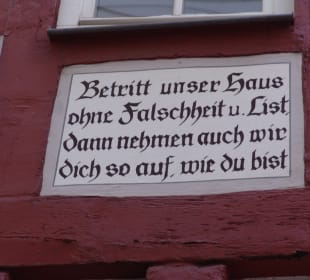 Betritt unser Haus
ohne Falschheit u. List,
dann nehmen auch wir
dich so auf, wie du bist